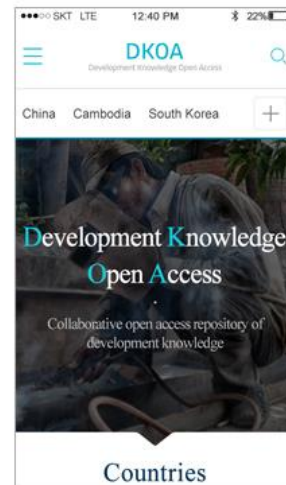 SKT LTE 12:40 PM 22%
DKOA
Development Knowledge Open Access
China Cambodia South Korea +
Development Knowledge
Open Access
Collaborative open access repository of
development knowledge
Countries